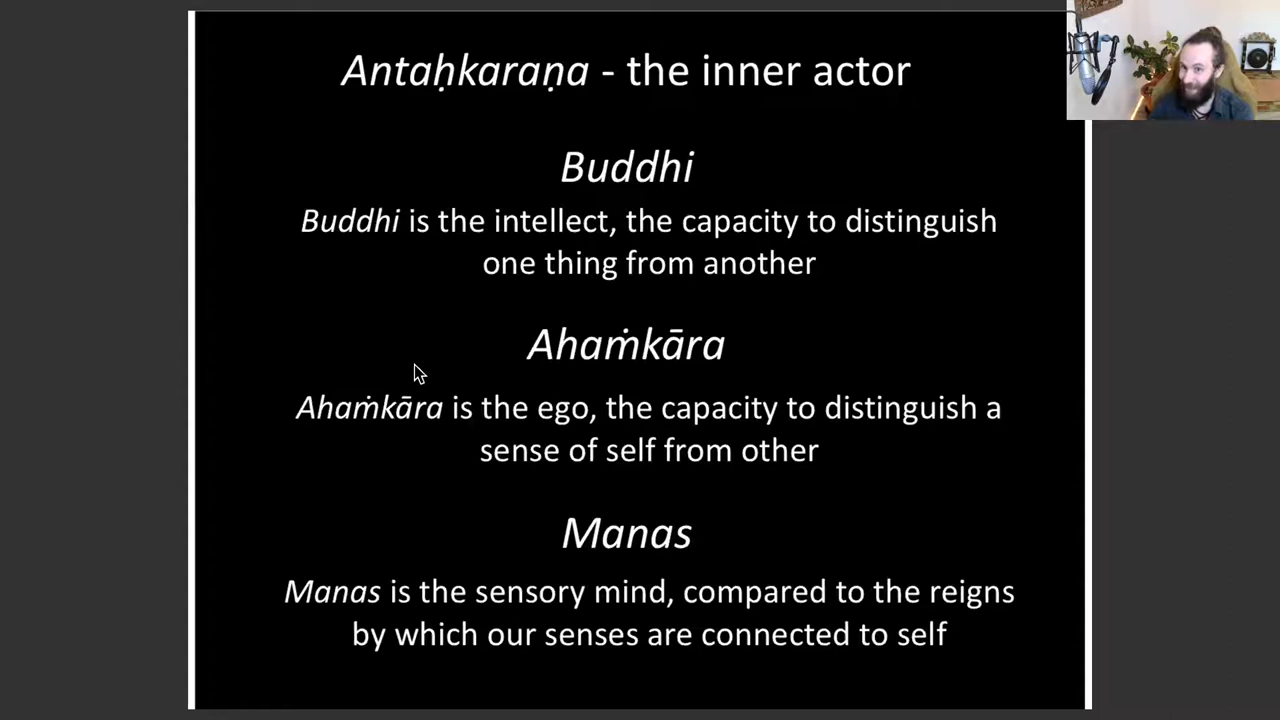 Antaḥkaraṇa - the inner actor
Buddhi
Buddhi is the intellect, the capacity to distinguish
one thing from another
Ahaṁkāra
Ahaṁkāra is the ego, the capacity to distinguish a
sense of self from other
Manas
Manas is the sensory mind, compared to the reigns
by which our senses are connected to self